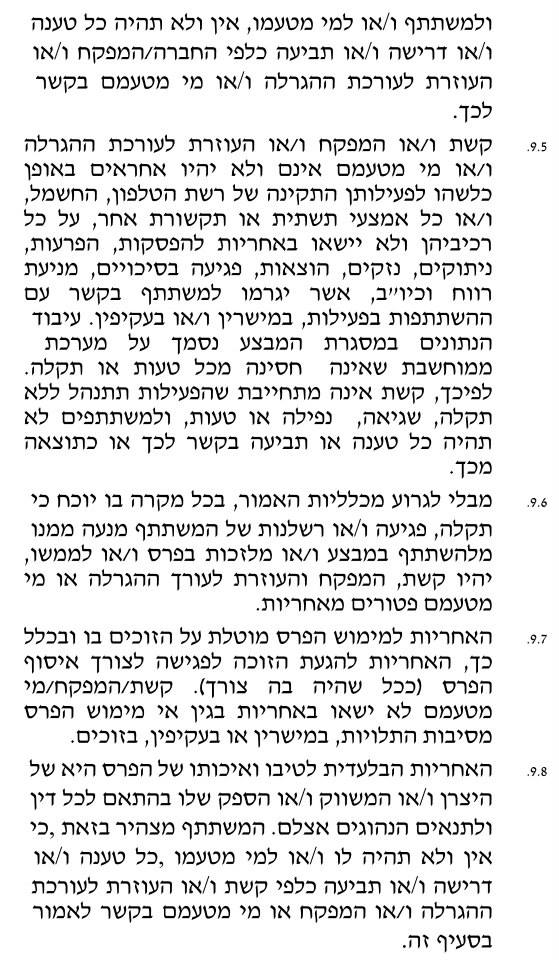 ולמשתתף ו/או למי מטעמו, אין ולא תהיה כל טענה
ו/או דרישה ו/או תביעה כלפי החברה/המפקח ו/או
העוזרת לעורכת ההגרלה ו/או מי מטעמם בקשר
לכך.
9.5. קשת ו/או המפקח ו/או העוזרת לעורכת ההגרלה
ו/או מי מטעמם אינם ולא יהיו אחראים באופן
כלשהו לפעילותן התקינה של רשת הטלפון, החשמל,
ו/או כל אמצעי תשתית או תקשורת אחר, על כל
רכיביהן ולא יישאו באחריות להפסקות, הפרעות,
ניתוקים, נזקים, הוצאות, פגיעה בסיכויים, מניעת
רווח וכיו"ב, אשר יגרמו למשתתף בקשר עם
ההשתתפות בפעילות, במישרין ו/או בעקיפין. עיבוד
הנתונים במסגרת המבצע נסמך על מערכת
ממוחשבת שאינה חסינה מכל טעות או תקלה.
לפיכך, קשת אינה מתחייבת שהפעילות תתנהל ללא
תקלה, שגיאה, נפילה או טעות, ולמשתתפים לא
תהיה כל טענה או תביעה בקשר לכך או כתוצאה
מכך.
9.6. מבלי לגרוע מכלליות האמור, בכל מקרה בו יוכח כי
תקלה, פגיעה ו/או רשלנות של המשתתף מנעה ממנו
מלהשתתף במבצע ו/או מלזכות בפרס ו/או לממשו,
יהיו קשת, המפקח והעוזרת לעורך ההגרלה או מי
מטעמם פטורים מאחריות.
9.7. האחריות למימוש הפרס מוטלת על הזוכים בו ובכלל
כך, האחריות להגעת הזוכה לפגישה לצורך איסוף
הפרס (ככל שהיה בה צורך). קשת/המפקח/מי
מטעמם לא ישאו באחריות בגין אי מימוש הפרס
מסיבות התלויות, במישרין או בעקיפין, בזוכים.
9.8. האחריות הבלעדית לטיבו ואיכותו של הפרס היא של
היצרן ו/או המשווק ו/או הספק שלו בהתאם לכל דין
ולתנאים הנהוגים אצלם. המשתתף מצהיר בזאת ,כי
אין ולא תהיה לו ו/או למי מטעמו ,כל טענה ו/או
דרישה ו/או תביעה כלפי קשת ו/או העוזרת לעורכת
ההגרלה ו/או המפקח או מי מטעמם בקשר לאמור
בסעיף זה.